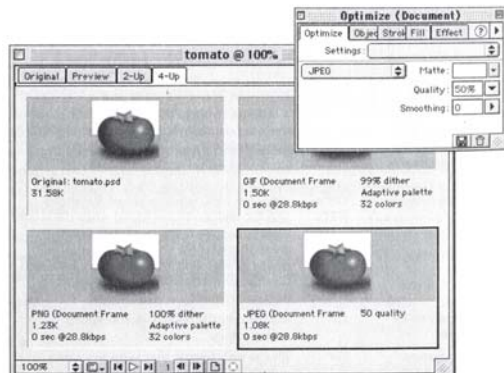 Optimize (Document)
Optimize Objec Strok Fill Effect ?
Settings:
JPEG Matte:
Quality: 50%
Smoothing: 0
tomato @ 100%
Original Preview 2-Up 4-Up
Original: tomato.psd
31.58K
GIF (Document Frame 99% dither
1.50K Adaptive palette
0 sec @28.8kbps 32 colors
PNG (Document Frame 100% dither
1.23K Adaptive palette
0 sec @28.8kbps 32 colors
JPEG (Document Frame 50 quality
1.08K
0 sec @28.8kbps
100% 1